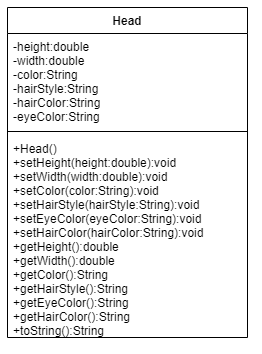 Head
-height:double
-width:double
-color:String
-hairStyle:String
-hairColor:String
-eyeColor:String
+Head()
+setHeight(height:double):void
+setWidth(width:double):void
+setColor(color:String):void
+setHairStyle(hairStyle:String):void
+setEyeColor(eyeColor:String):void
+setHairColor(hairColor:String):void
+getHeight():double
+getWidth():double
+getColor():String
+getHairStyle():String
+getEyeColor():String
+getHairColor():String
+toString():String